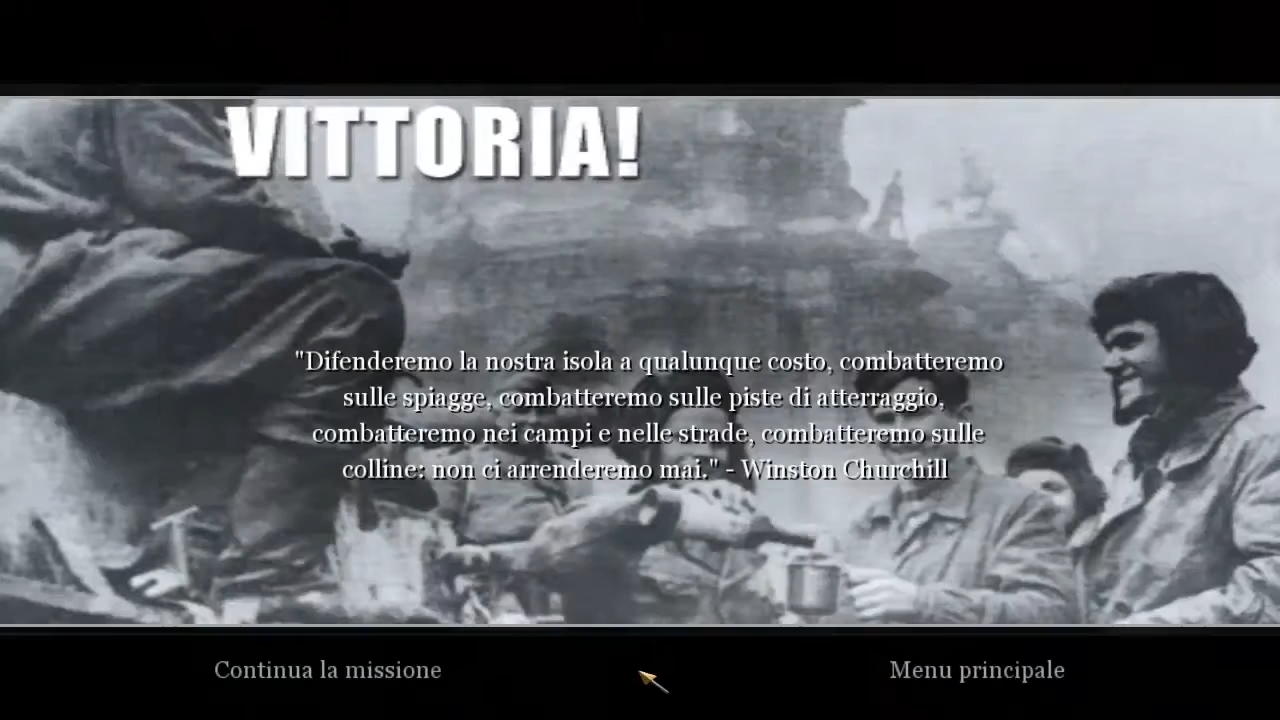 VITTORIA!
"Difenderemo la nostra isola a qualunque costo, combatteremo
sulle spiagge, combatteremo sulle piste di atterraggio,
combatteremo nei campi e nelle strade, combatteremo sulle
colline: non ci arrenderemo mai." - Winston Churchill
Continua la missione
Menu principale